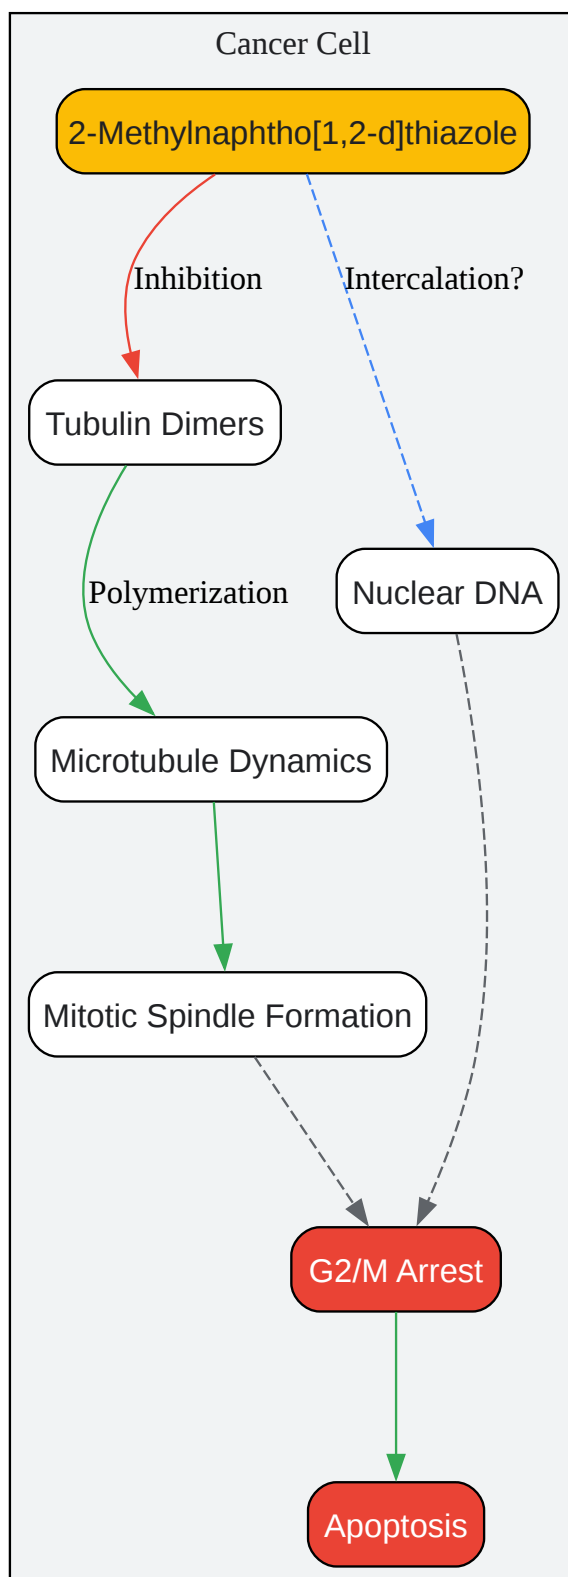 Cancer Cell
2-Methylnaphtho[1,2-d]thiazole
Inhibition
Intercalation?
Tubulin Dimers
Nuclear DNA
Polymerization
Microtubule Dynamics
Mitotic Spindle Formation
G2/M Arrest
Apoptosis